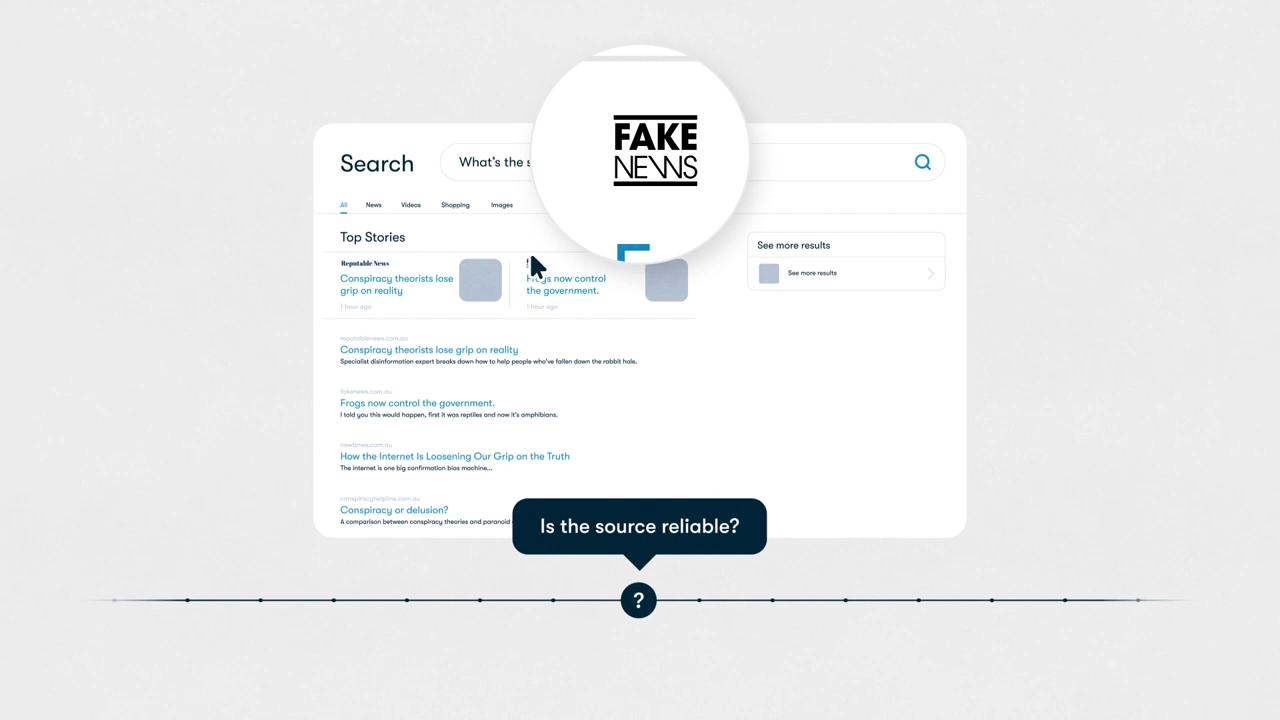 FAKE
NEWS
Search
What's the s
All News Videos Shopping Images
Top Stories
Reputable News
Conspiracy theorists lose
grip on reality
1 hour ago
Frogs now control
the government.
1 hour ago
See more results
See more results
reputablenews.com.au
Conspiracy theorists lose grip on reality
Specialist disinformation expert breaks down how to help people who've fallen down the rabbit hole.
fakenews.com.au
Frogs now control the government.
I told you this would happen, first it was reptiles and now it's amphibians.
newtimes.com.au
How the Internet Is Loosening Our Grip on the Truth
The internet is one big confirmation bias machine...
conspiracyhelpline.com.au
Conspiracy or delusion?
A comparison between conspiracy theories and paranoid
Is the source reliable?
?